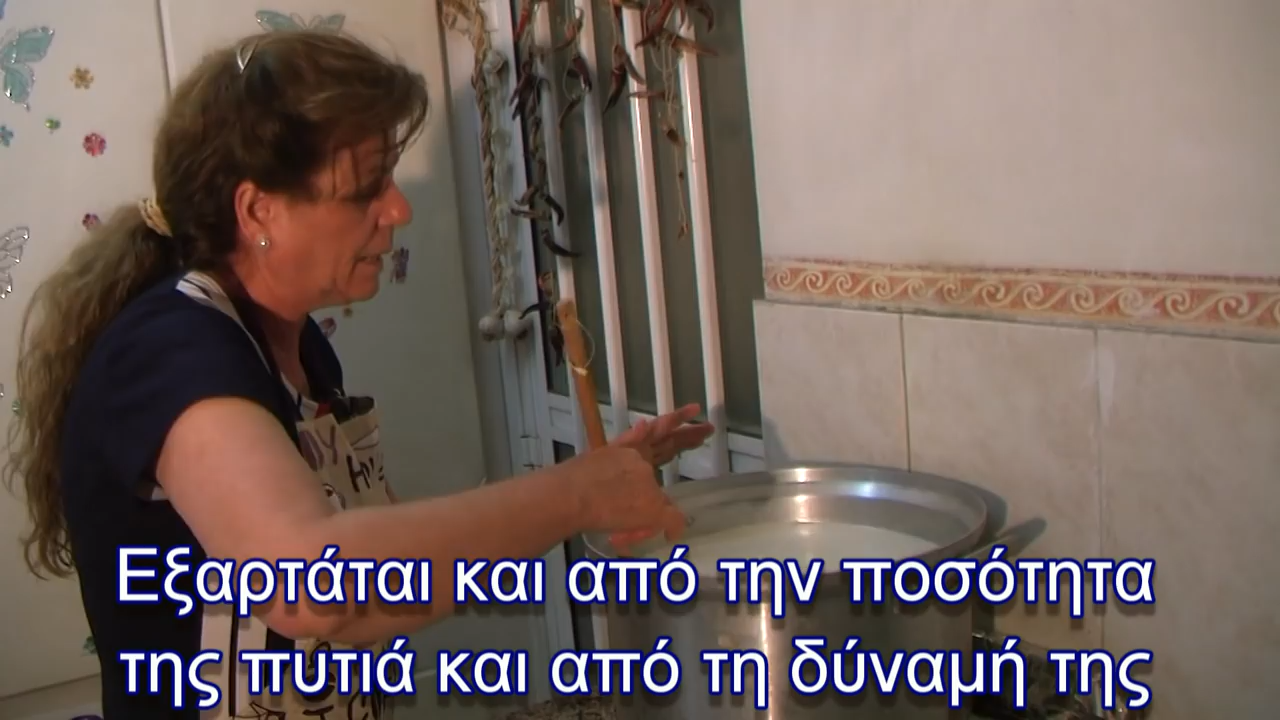 Εξαρτάται και από την ποσότητα
της πυτιά και από τη δύναμή της